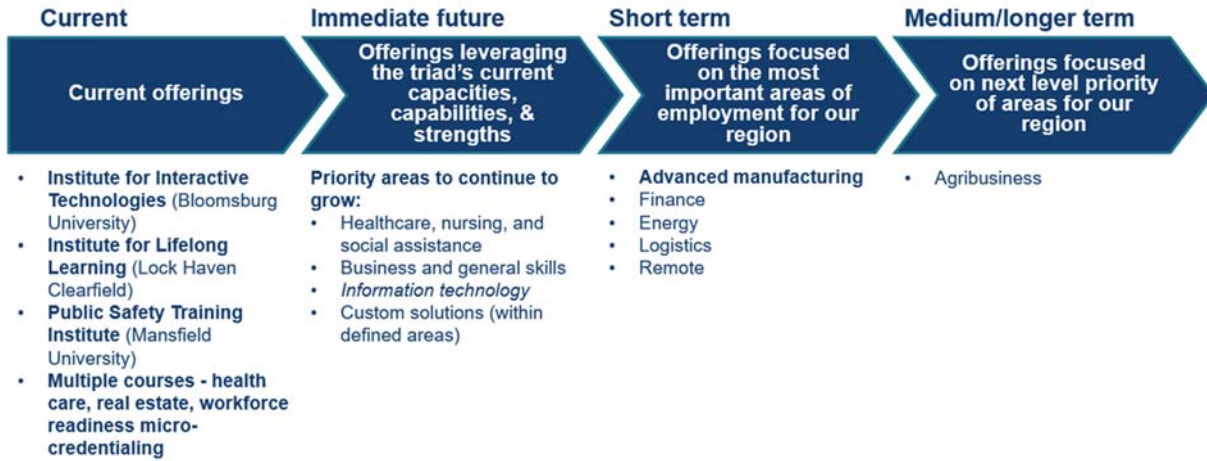 Current
Immediate future
Short term
Medium/longer term
Current offerings
Offerings leveraging
the triad's current
capacities,
capabilities, &
strengths
Offerings focused
on the most
important areas of
employment for our
region
Offerings focused
on next level priority
of areas for our
region
• Institute for Interactive
Technologies (Bloomsburg
University)
• Institute for Lifelong
Learning (Lock Haven
Clearfield)
• Public Safety Training
Institute (Mansfield
University)
• Multiple courses - health
care, real estate, workforce
readiness micro-
credentialing
Priority areas to continue to
grow:
• Healthcare, nursing, and
social assistance
• Business and general skills
• Information technology
• Custom solutions (within
defined areas)
• Advanced manufacturing
• Finance
• Energy
• Logistics
• Remote
• Agribusiness